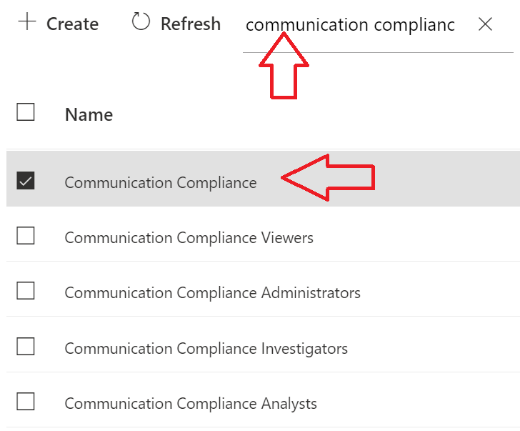 + Create Refresh communication complianc
Name
Communication Compliance
Communication Compliance Viewers
Communication Compliance Administrators
Communication Compliance Investigators
Communication Compliance Analysts